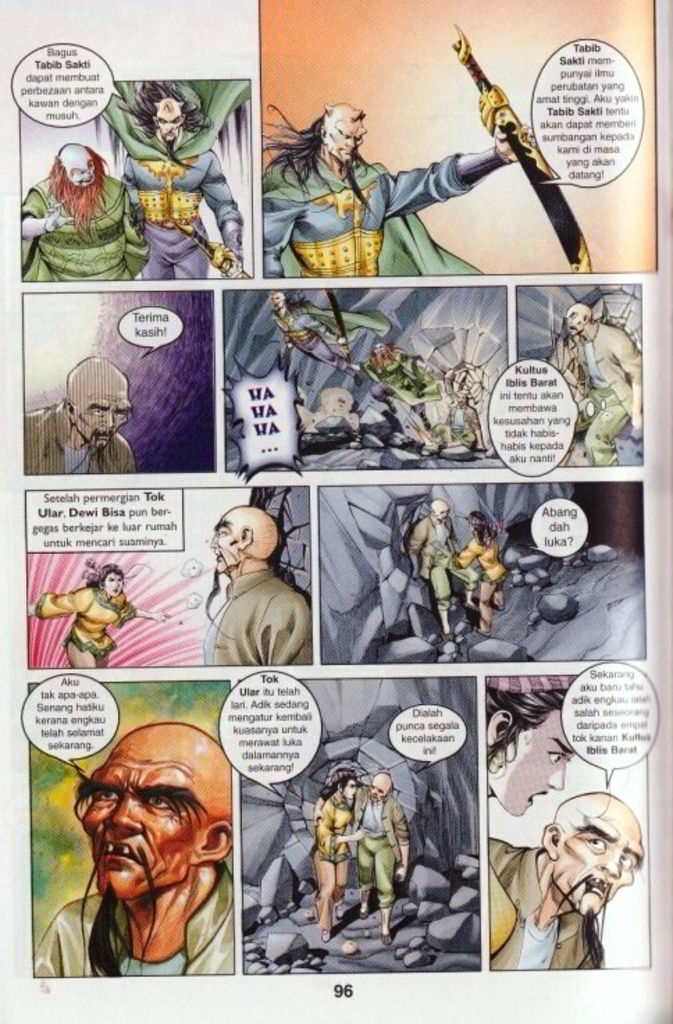 Bagus
Tabib Sakti
dapat membuat
perbezaan antara
kawan dengan
musuh.
Tabib
Sakti mem-
punyai ilmu
perubatan yang
amat tinggi. Aku yakin
Tabib Sakti tentu
akan dapat memberi
sumbangan kepada
kami di masa
yang akan
datang!
Terima
kasih!
HA
HA
HA
...
Kultus
Iblis Barat
ini tentu akan
membawa
kesusahan yang
tidak habis-
habis kepada
aku nanti!
Setelah permergian Tok
Ular, Dewi Bisa pun ber-
gegas berkejar ke luar rumah
untuk mencari suaminya.
Abang
dah
luka?
Aku
tak apa-apa.
Senang hatiku
kerana engkau
telah selamat
sekarang.
Tok
Ular itu telah
lari. Adik sedang
mengatur kembali
kuasanya untuk
merawat luka
dalamannya
sekarang!
Dialah
punca segala
kecelakaan
ini!
Sekarang
aku baru tahu
adik engkau ialah
salah seseorang
daripada empat
tok kanan Kultus
Iblis Barat
96